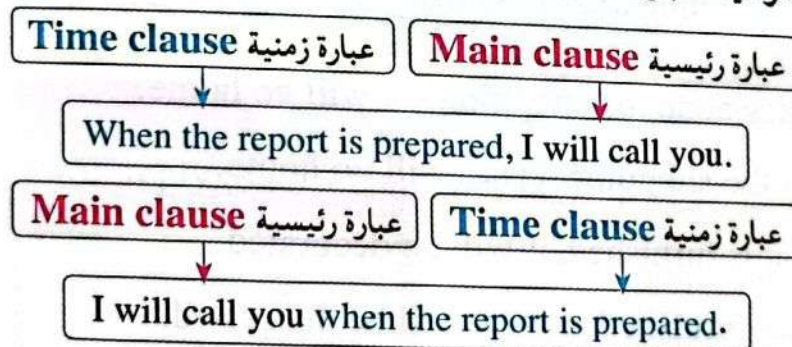 Time clause عبارة زمنية Main clause عبارة رئيسية
When the report is prepared, I will call you.
Main clause عبارة رئيسية Time clause عبارة زمنية
I will call you when the report is prepared.